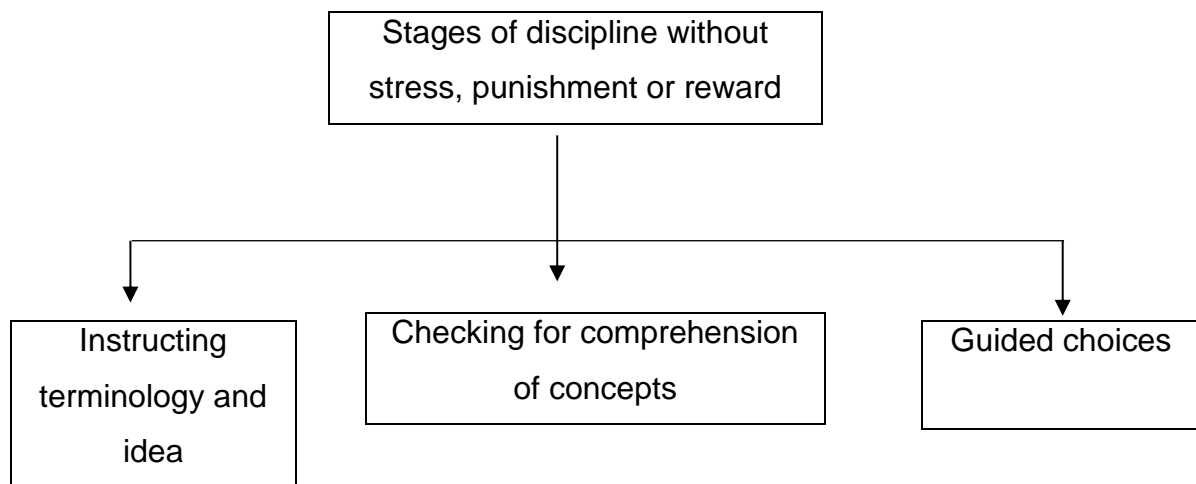 Stages of discipline without
stress, punishment or reward
Instructing
terminology and
idea
Checking for comprehension
of concepts
Guided choices